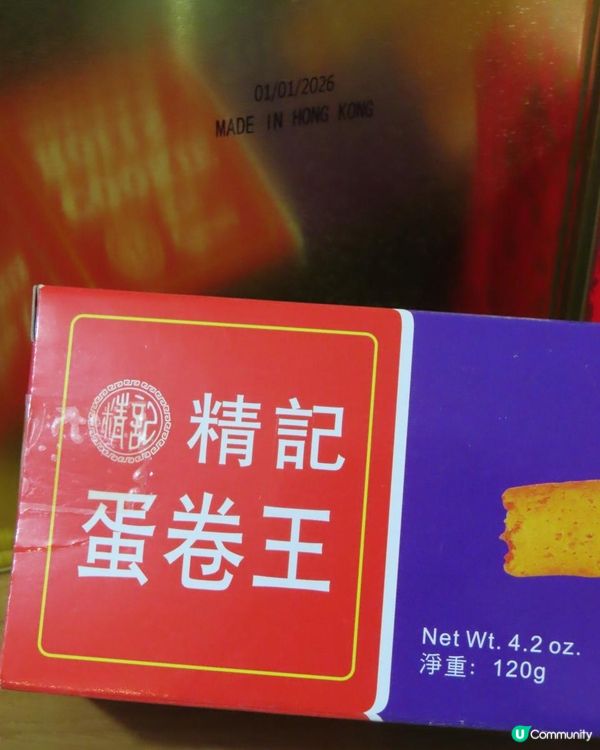 01/01/2026
MADE IN HONG KONG
精記
精記
蛋卷王
Net Wt. 4.2 oz.
淨重: 120g
U Community